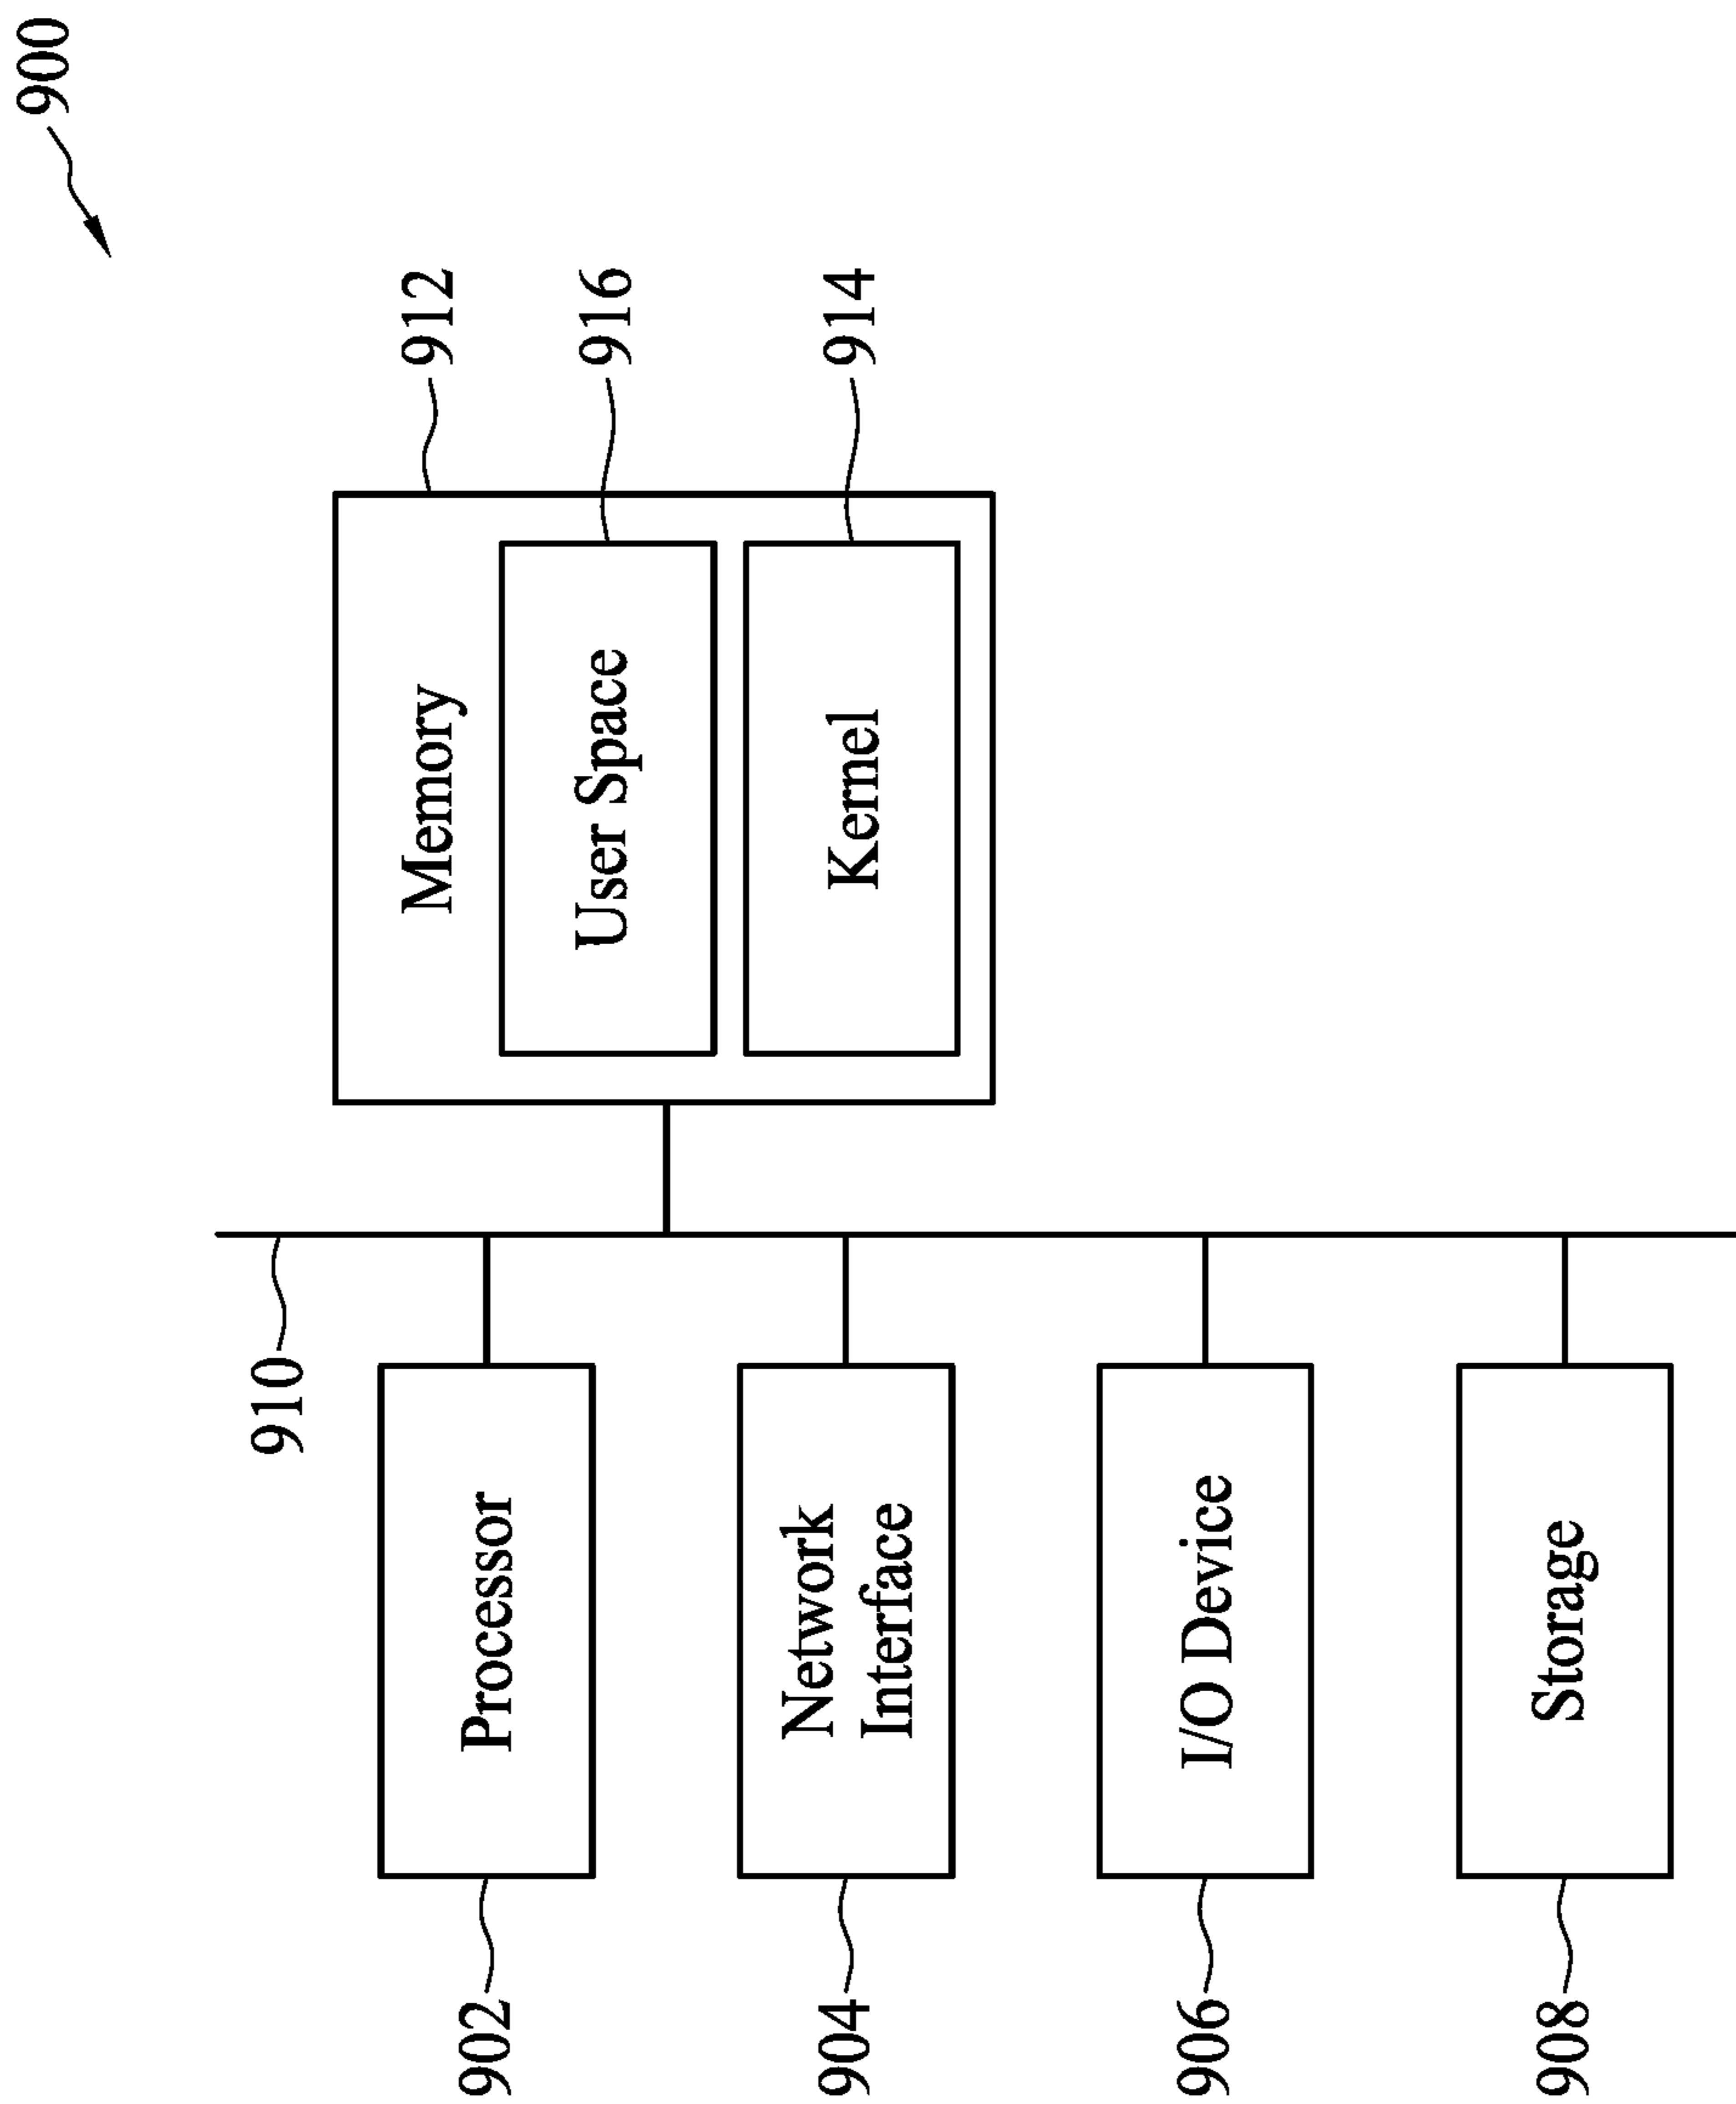 900
Memory
912
User Space
916
Kernel
914
910
Processor
902
Network
Interface
904
I/O Device
906
Storage
908